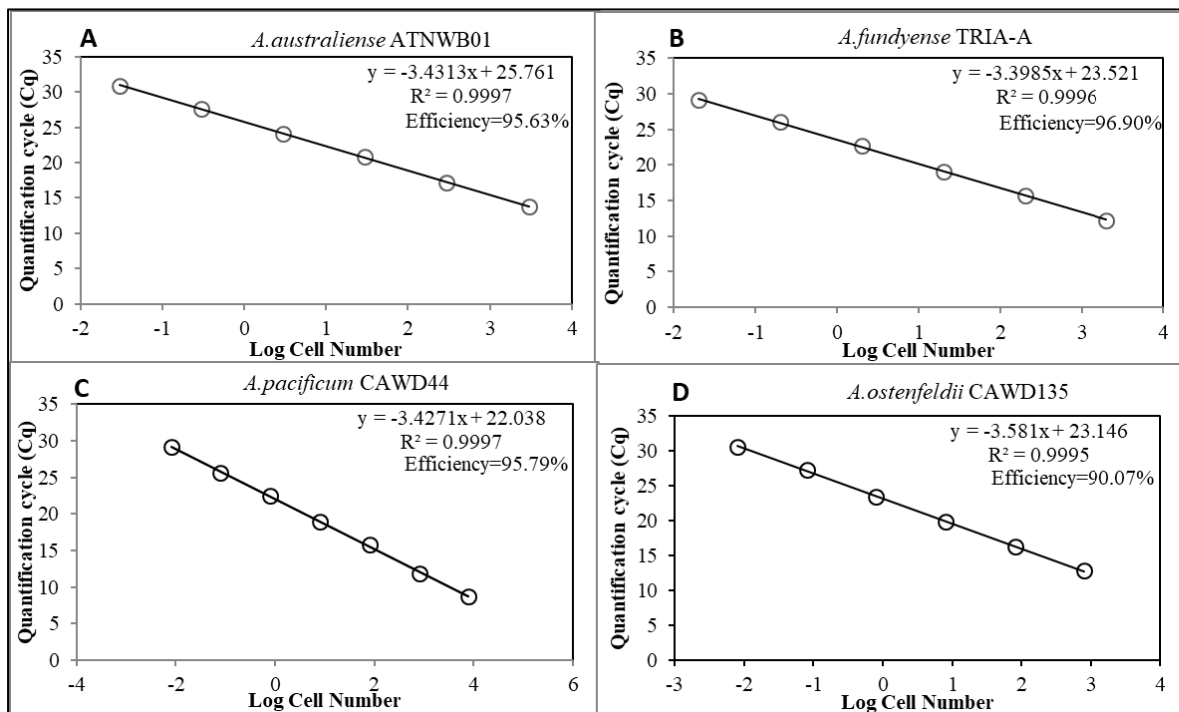 A
A.australiense ATNWB01
y = -3.4313x + 25.761
R² = 0.9997
Efficiency=95.63%
Quantification cycle (Cq)
35
30
25
20
15
10
5
0
-2 -1 0 1 2 3 4
Log Cell Number
B
A.fundyense TRIA-A
y = -3.3985x + 23.521
R² = 0.9996
Efficiency=96.90%
Quantification cycle (Cq)
35
30
25
20
15
10
5
0
-2 -1 0 1 2 3 4
Log Cell Number
C
A.pacificum CAWD44
y = -3.4271x + 22.038
R² = 0.9997
Efficiency=95.79%
Quantification cycle (Cq)
35
30
25
20
15
10
5
0
-4 -2 0 2 4 6
Log Cell Number
D
A.ostenfeldii CAWD135
y = -3.581x + 23.146
R² = 0.9995
Efficiency=90.07%
Quantification cycle (Cq)
35
30
25
20
15
10
5
0
-3 -2 -1 0 1 2 3 4
Log Cell Number